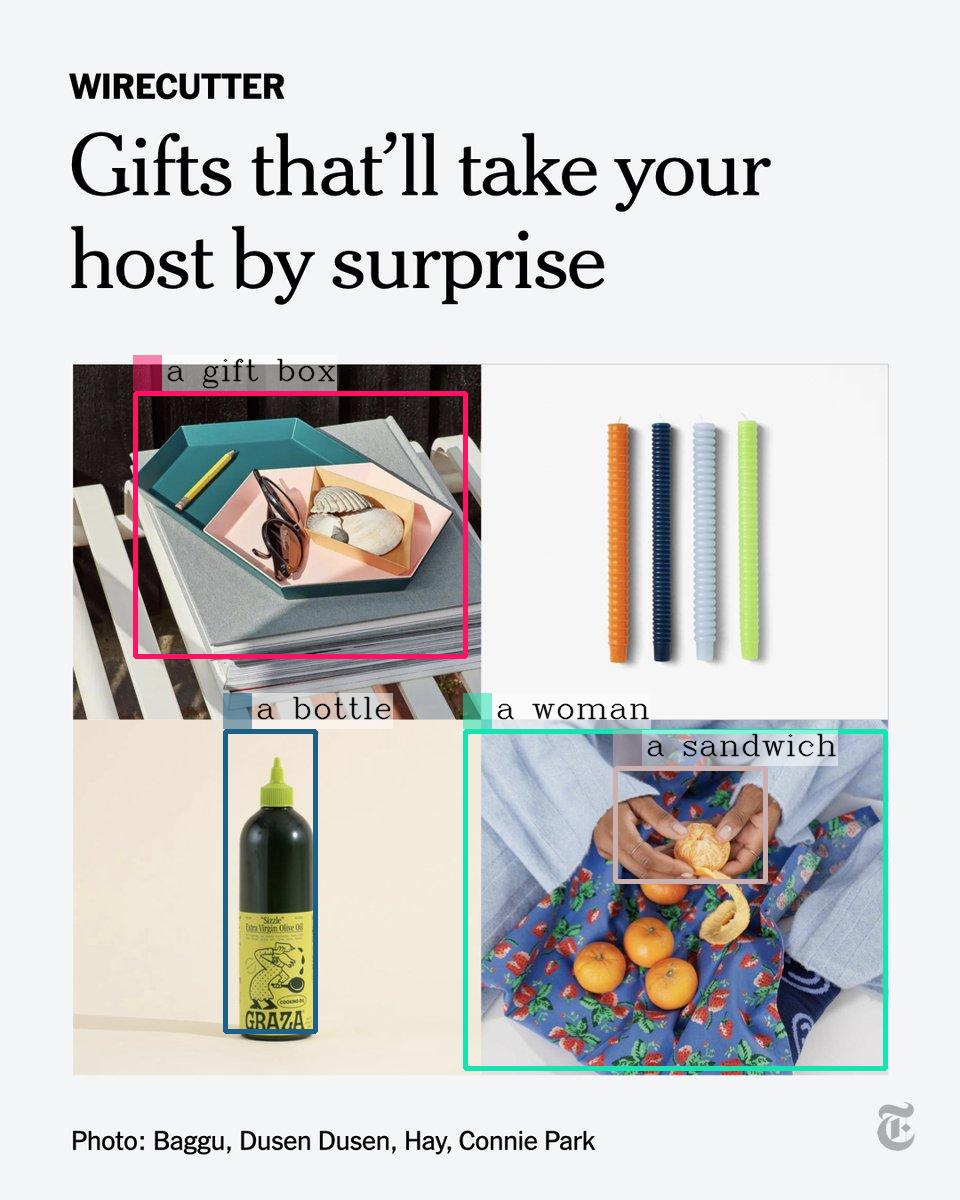 WIRECUTTER
Gifts that’ll take your
host by surprise
a gift box
a bottle
a woman
a sandwich
"Sizzle"
Extra Virgin Olive Oil
COOKING OIL
GRAZA
Photo: Baggu, Dusen Dusen, Hay, Connie Park